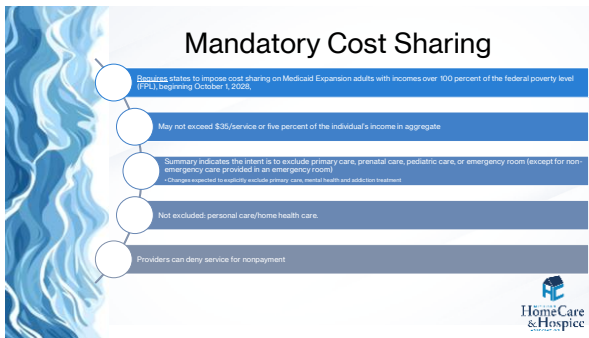 Mandatory Cost Sharing
Requires states to impose cost sharing on Medicaid Expansion adults with incomes over 100 percent of the federal poverty level
(FPL), beginning October 1, 2028,
May not exceed $35/service or five percent of the individual's income in aggregate
Summary indicates the intent is to exclude primary care, prenatal care, pediatric care, or emergency room (except for non-
emergency care provided in an emergency room)
• Changes expected to explicitly exclude primary care, mental health and addiction treatment
Not excluded: personal care/home health care.
Providers can deny service for nonpayment
HomeCare
&Hospice